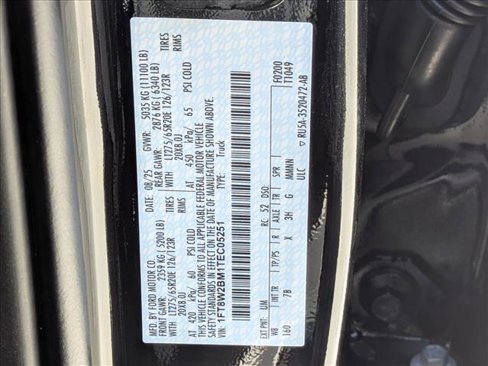 MFD. BY FORD MOTOR CO.
DATE: 08/25 GVWR: 5035 KG (11100 LB)
FRONT GAWR: 2359 KG (5200 LB) REAR GAWR: 2876 KG (6340 LB)
WITH LT275/65R20E 126/123R TIRES WITH LT275/65R20E 126/123R TIRES
20X8.0J RIMS 20X8.0J RIMS
AT 420 kPa/ 60 PSI COLD AT 450 kPa/ 65 PSI COLD
THIS VEHICLE CONFORMS TO ALL APPLICABLE FEDERAL MOTOR VEHICLE
SAFETY STANDARDS IN EFFECT ON THE DATE OF MANUFACTURE SHOWN ABOVE.
VIN: 1FT8W2BM1TEC05251 TYPE: Truck
F0200
T1049
EXT PNT: UM RC: 52 DSO:
WB INT TR TP/PS R AXLE TR SPR
160 7B X 3H G MMMNN
ULC
▽ RU5A-3520472-AB